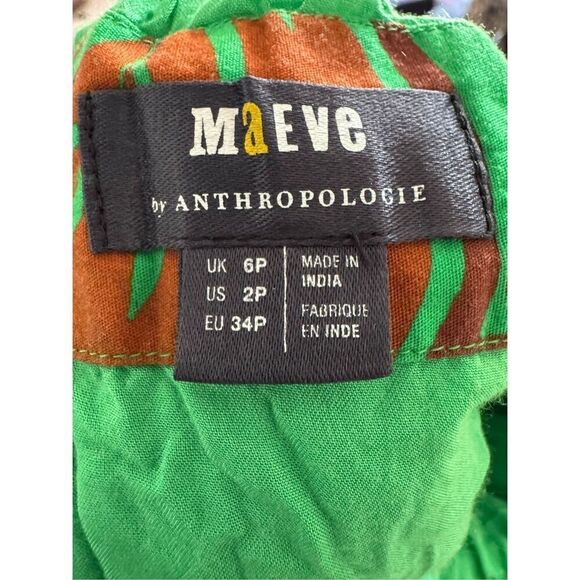 MaEVe
by ANTHROPOLOGIE
UK 6P
US 2P
EU 34P
MADE IN
INDIA
FABRIQUE
EN INDE